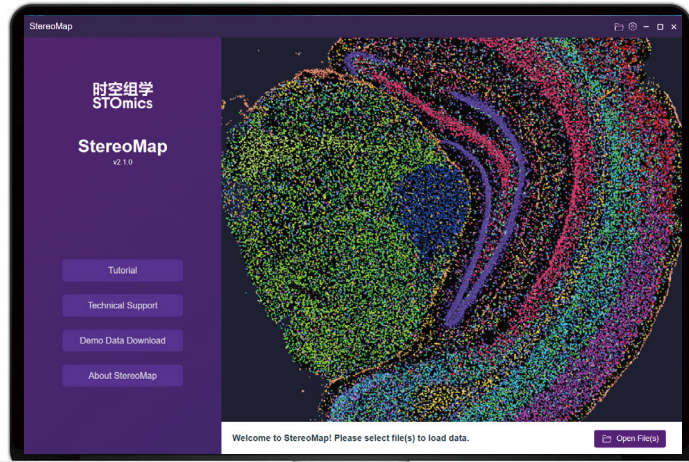 StereoMap
时空组学
STOmics
StereoMap
v2.1.0
Tutorial
Technical Support
Demo Data Download
About StereoMap
Welcome to StereoMap! Please select file(s) to load data.
Open File(s)